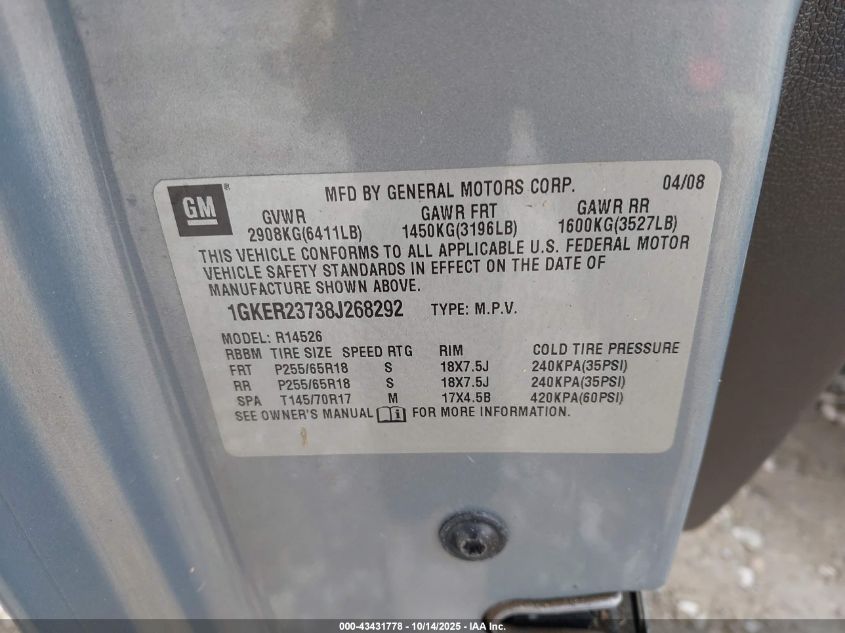 GM® MFD BY GENERAL MOTORS CORP. 04/08
GVWR GAWR FRT GAWR RR
2908KG(6411LB) 1450KG(3196LB) 1600KG(3527LB)
THIS VEHICLE CONFORMS TO ALL APPLICABLE U.S. FEDERAL MOTOR
VEHICLE SAFETY STANDARDS IN EFFECT ON THE DATE OF
MANUFACTURE SHOWN ABOVE.
1GKER23738J268292 TYPE: M.P.V.
MODEL: R14526
RBBM TIRE SIZE SPEED RTG RIM COLD TIRE PRESSURE
FRT P255/65R18 S 18X7.5J 240KPA(35PSI)
RR P255/65R18 S 18X7.5J 240KPA(35PSI)
SPA T145/70R17 M 17X4.5B 420KPA(60PSI)
SEE OWNER'S MANUAL FOR MORE INFORMATION.
000-43431778 - 10/14/2025 - IAA, Inc.